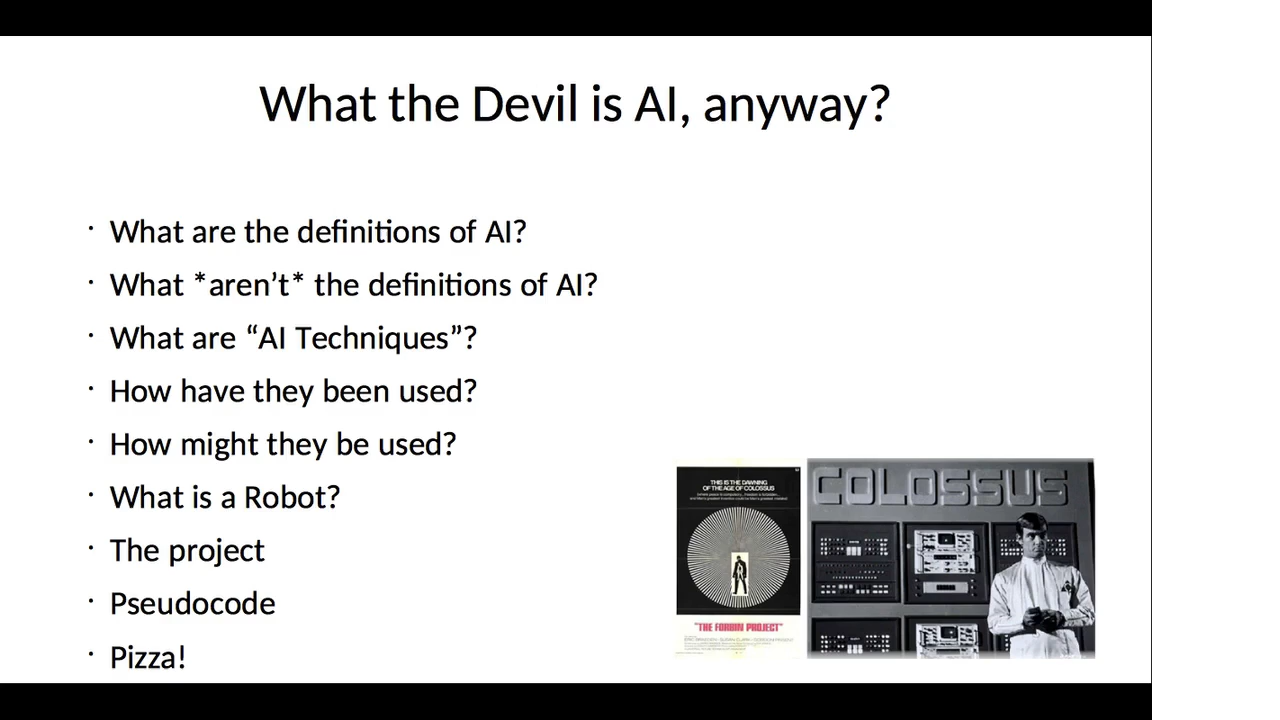 What the Devil is AI, anyway?
· What are the definitions of AI?
· What *aren’t* the definitions of AI?
· What are “AI Techniques”?
· How have they been used?
· How might they be used?
· What is a Robot?
· The project
· Pseudocode
· Pizza!
THIS IS THE DAWNING
OF THE AGE OF COLOSSUS
"THE FORBIN PROJECT"
COLOSSUS